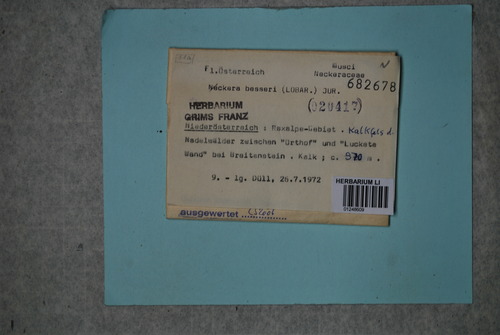 Fl.Österreich
Musci
Neckeraceae
Neckera besseri (LOBAR.) JUR.
682678
HERBARIUM
GRIMS FRANZ
(020417)
Niederösterreich : Raxalpe-Gebiet . Kalkfels d.
Nadelwälder zwischen "Orthof" und "Luckete
Wand" bei Breitenstein . Kalk ; c. 970 m .
9. - lg. Düll, 26.7.1972
HERBARIUM LI
ausgewertet